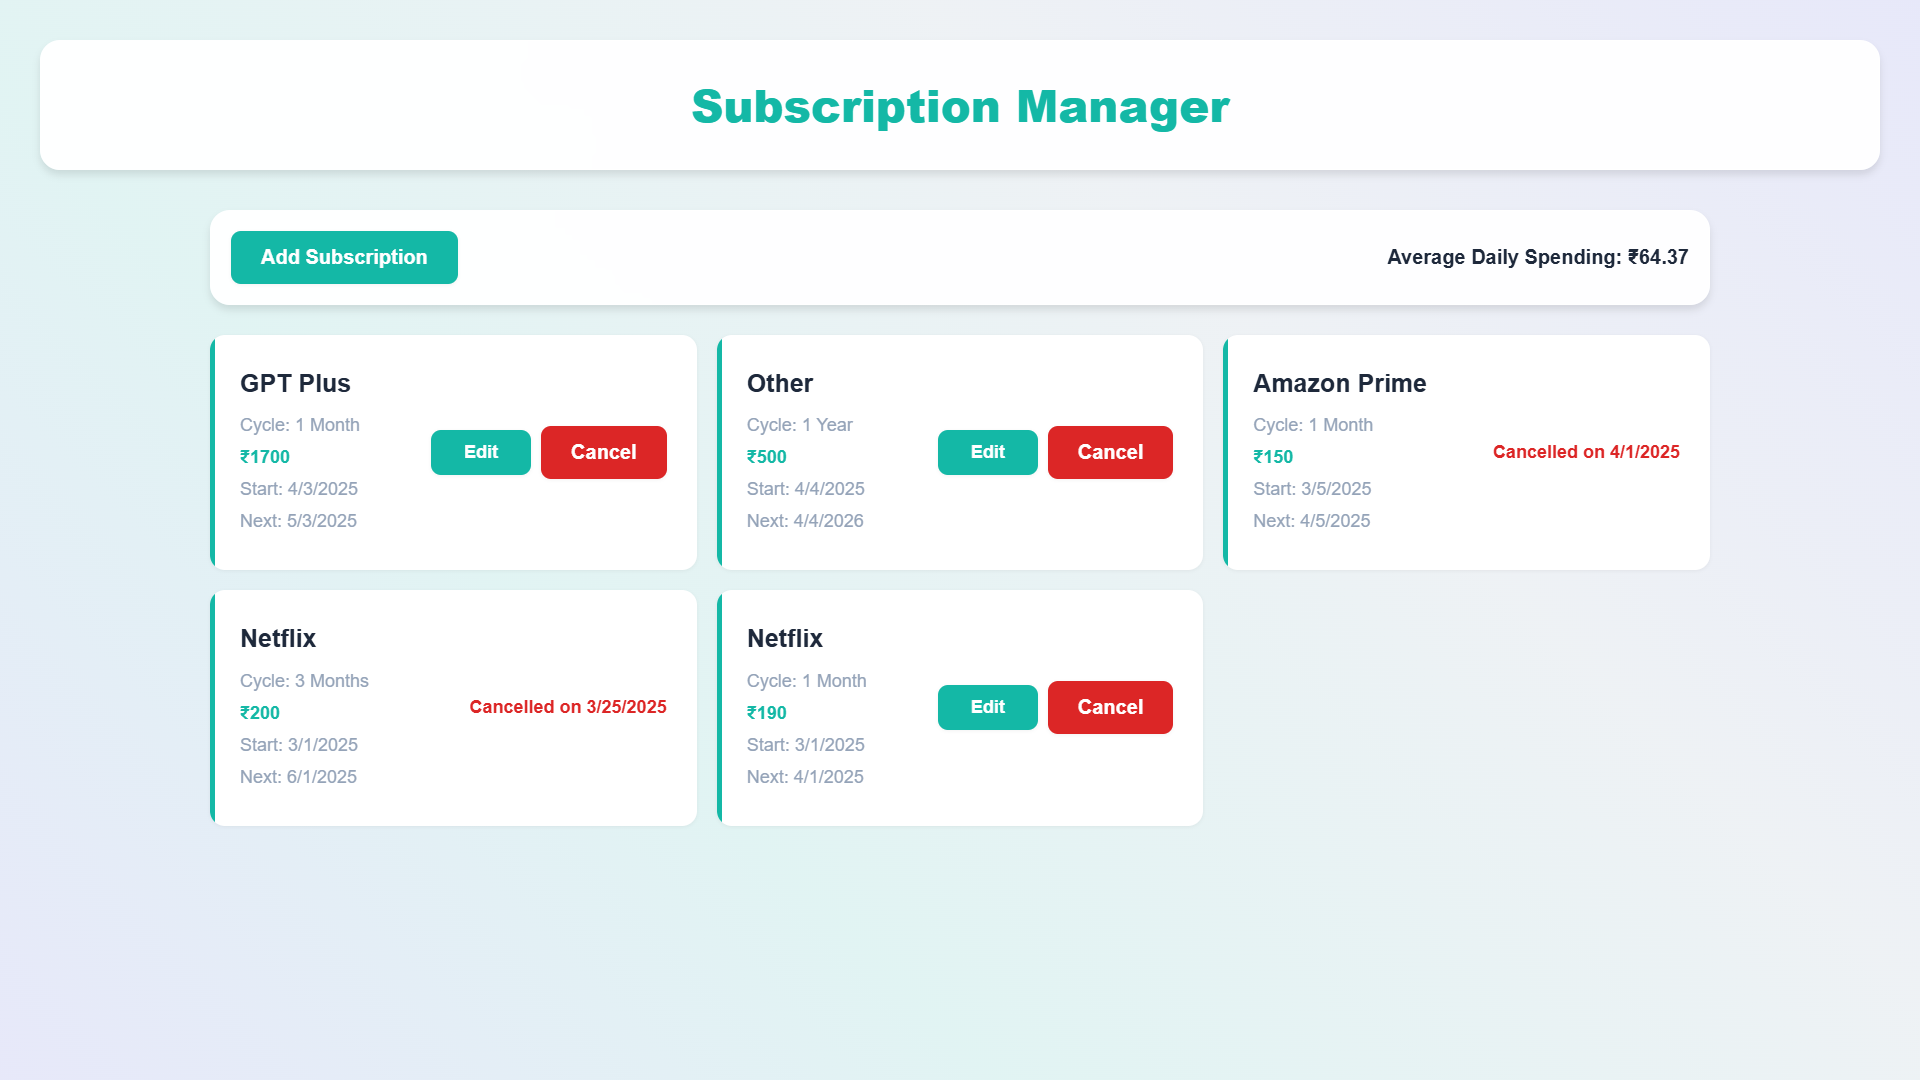 Subscription Manager
Add Subscription
Average Daily Spending: ₹64.37
GPT Plus
Cycle: 1 Month
₹1700
Start: 4/3/2025
Next: 5/3/2025
Edit
Cancel
Other
Cycle: 1 Year
₹500
Start: 4/4/2025
Next: 4/4/2026
Edit
Cancel
Amazon Prime
Cycle: 1 Month
₹150
Start: 3/5/2025
Next: 4/5/2025
Cancelled on 4/1/2025
Netflix
Cycle: 3 Months
₹200
Start: 3/1/2025
Next: 6/1/2025
Cancelled on 3/25/2025
Netflix
Cycle: 1 Month
₹190
Start: 3/1/2025
Next: 4/1/2025
Edit
Cancel